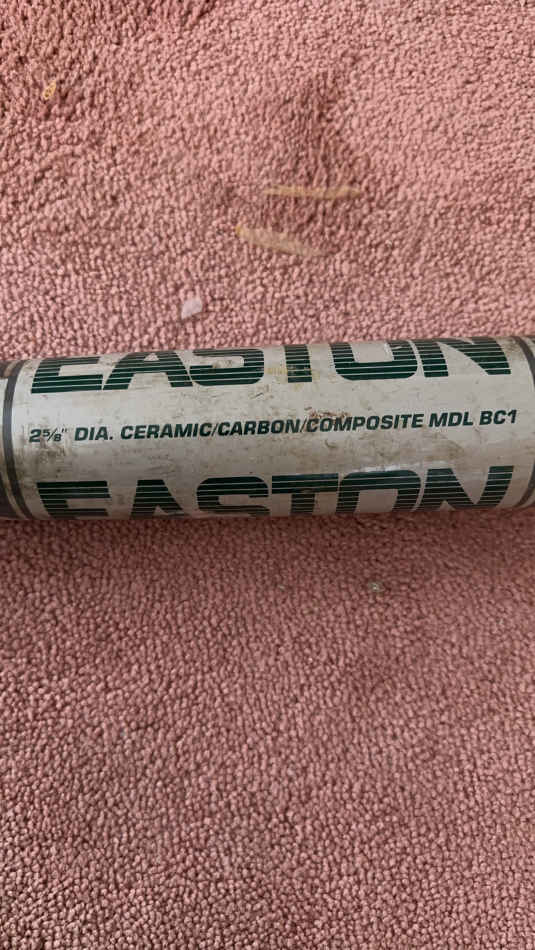 EASTON
2⅝" DIA. CERAMIC/CARBON/COMPOSITE MDL BC1
EASTON